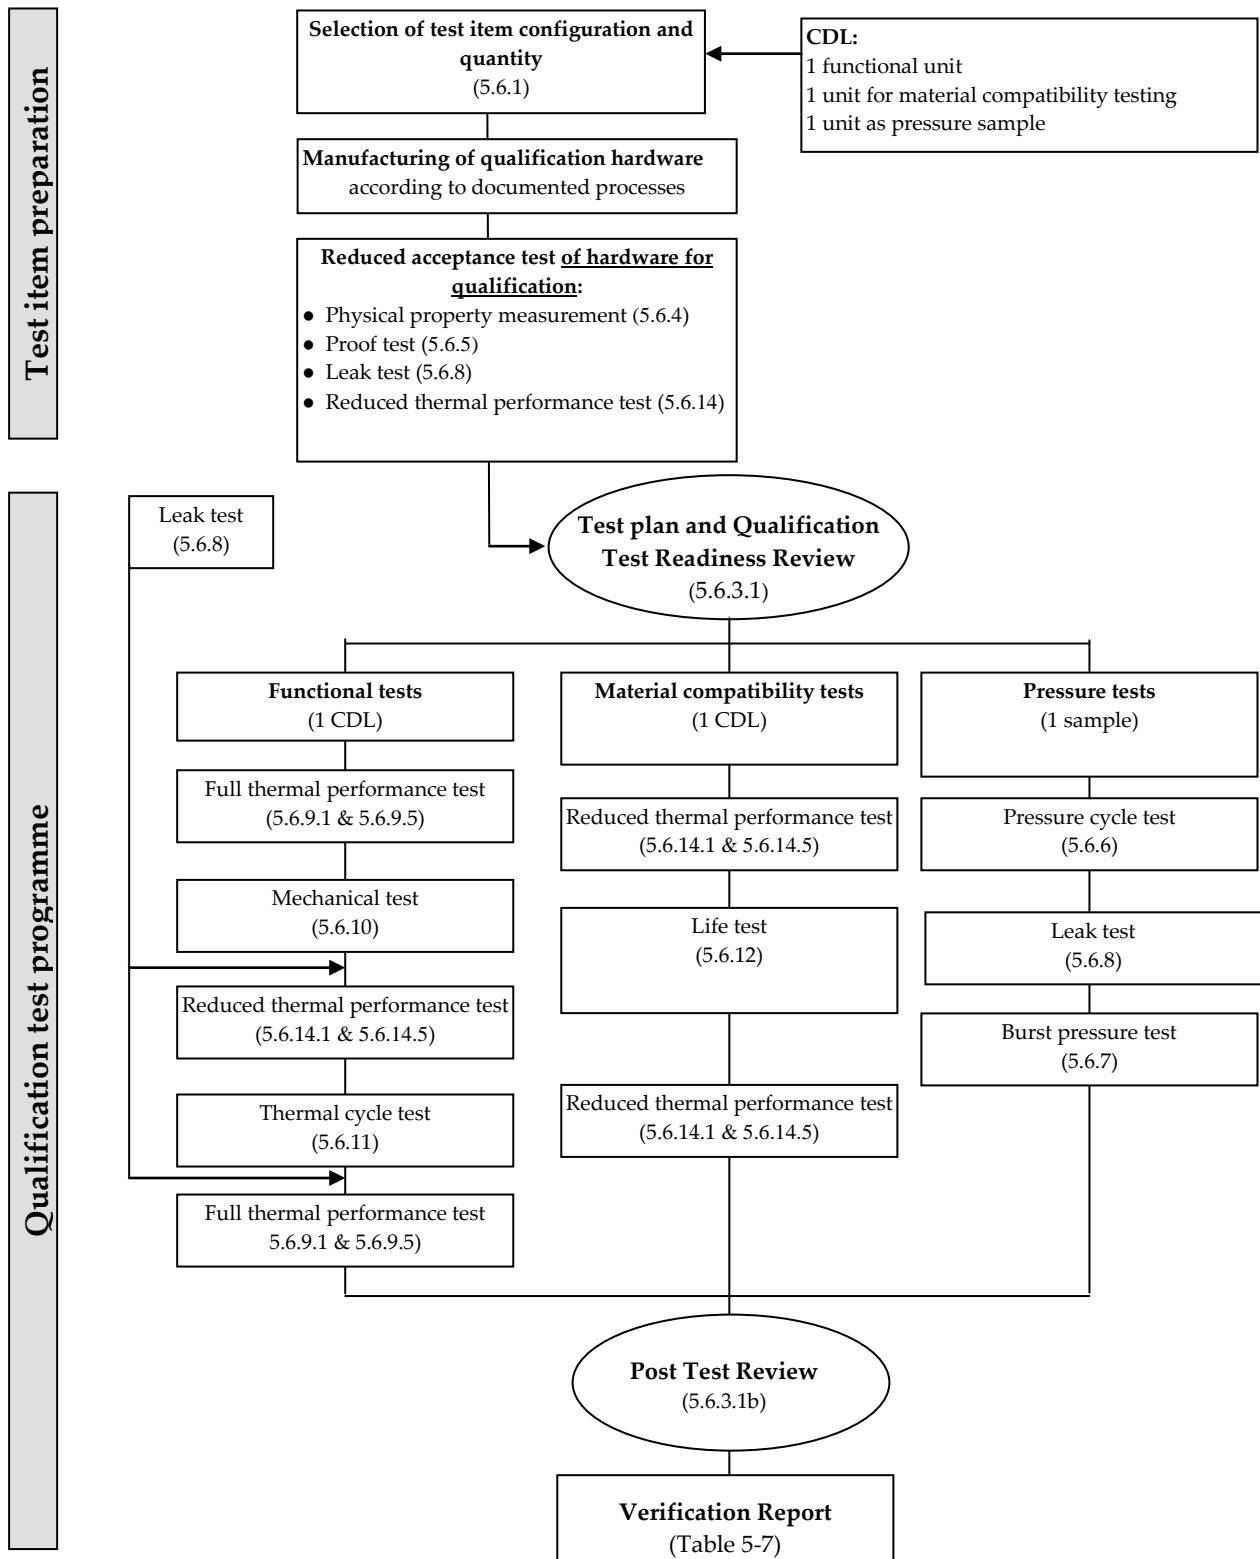 Test item preparation
Selection of test item configuration and
quantity
(5.6.1)
CDL:
1 functional unit
1 unit for material compatibility testing
1 unit as pressure sample
Manufacturing of qualification hardware
according to documented processes
Reduced acceptance test of hardware for
qualification:
● Physical property measurement (5.6.4)
● Proof test (5.6.5)
● Leak test (5.6.8)
● Reduced thermal performance test (5.6.14)
Qualification test programme
Leak test
(5.6.8)
Test plan and Qualification
Test Readiness Review
(5.6.3.1)
Functional tests
(1 CDL)
Full thermal performance test
(5.6.9.1 & 5.6.9.5)
Mechanical test
(5.6.10)
Reduced thermal performance test
(5.6.14.1 & 5.6.14.5)
Thermal cycle test
(5.6.11)
Full thermal performance test
5.6.9.1 & 5.6.9.5)
Material compatibility tests
(1 CDL)
Reduced thermal performance test
(5.6.14.1 & 5.6.14.5)
Life test
(5.6.12)
Reduced thermal performance test
(5.6.14.1 & 5.6.14.5)
Pressure tests
(1 sample)
Pressure cycle test
(5.6.6)
Leak test
(5.6.8)
Burst pressure test
(5.6.7)
Post Test Review
(5.6.3.1b)
Verification Report
(Table 5-7)